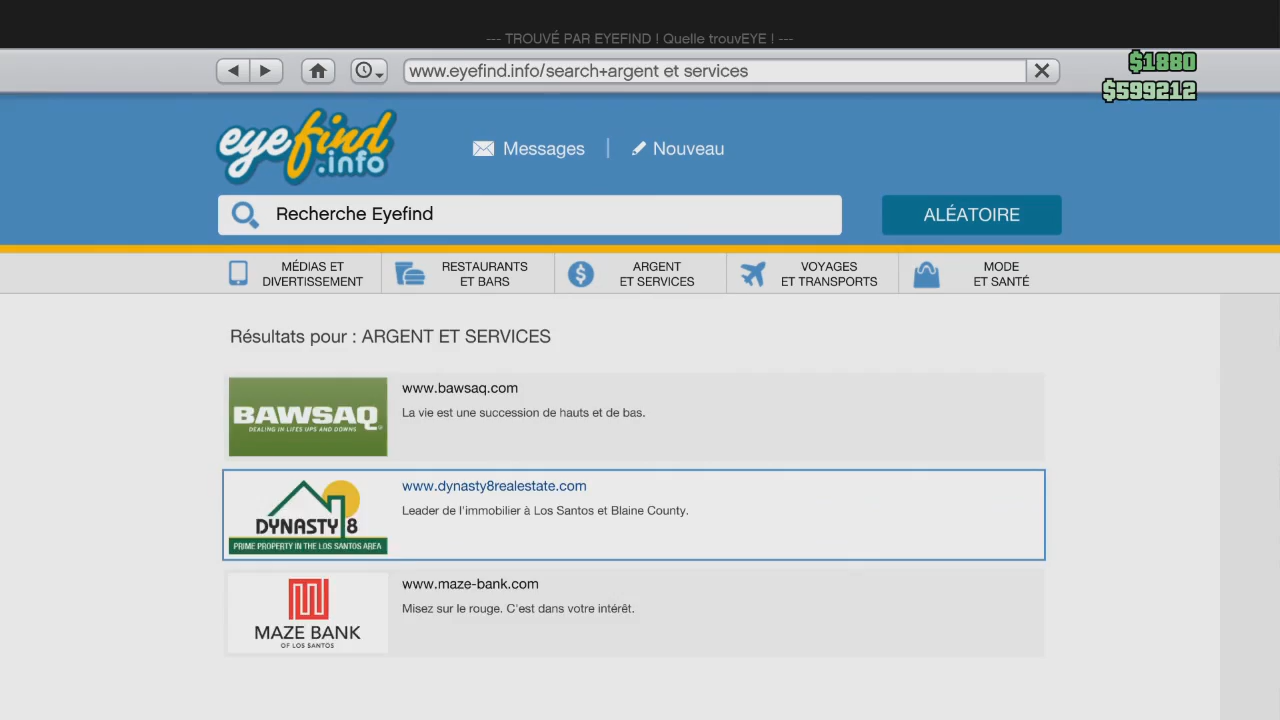 --- TROUVÉ PAR EYEFIND ! Quelle trouvEYE ! ---
www.eyefind.info/search+argent et services
$1880
$599212
eyefind
.info
Messages
Nouveau
Recherche Eyefind
ALÉATOIRE
MÉDIAS ET
DIVERTISSEMENT
RESTAURANTS
ET BARS
ARGENT
ET SERVICES
VOYAGES
ET TRANSPORTS
MODE
ET SANTÉ
Résultats pour : ARGENT ET SERVICES
BAWSAQ
DEALING IN LIFE'S UPS AND DOWNS
www.bawsaq.com
La vie est une succession de hauts et de bas.
DYNASTY 8
PRIME PROPERTY IN THE LOS SANTOS AREA
www.dynasty8realestate.com
Leader de l'immobilier à Los Santos et Blaine County.
MAZE BANK
OF LOS SANTOS
www.maze-bank.com
Misez sur le rouge. C'est dans votre intérêt.